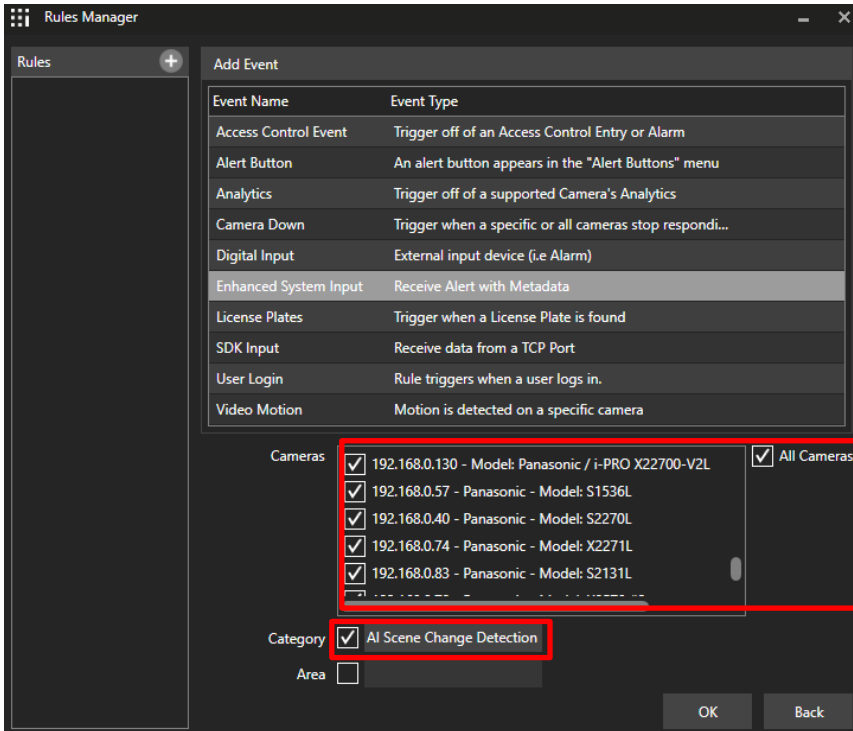 Rules Manager
Rules
Add Event
Event Name Event Type
Access Control Event Trigger off of an Access Control Entry or Alarm
Alert Button An alert button appears in the "Alert Buttons" menu
Analytics Trigger off of a supported Camera's Analytics
Camera Down Trigger when a specific or all cameras stop respondi...
Digital Input External input device (i.e Alarm)
Enhanced System Input Receive Alert with Metadata
License Plates Trigger when a License Plate is found
SDK Input Receive data from a TCP Port
User Login Rule triggers when a user logs in.
Video Motion Motion is detected on a specific camera
Cameras
192.168.0.130 - Model: Panasonic / i-PRO X22700-V2L
All Cameras
192.168.0.57 - Panasonic - Model: S1536L
192.168.0.40 - Panasonic - Model: S2270L
192.168.0.74 - Panasonic - Model: X2271L
192.168.0.83 - Panasonic - Model: S2131L
Category AI Scene Change Detection
Area
OK Back